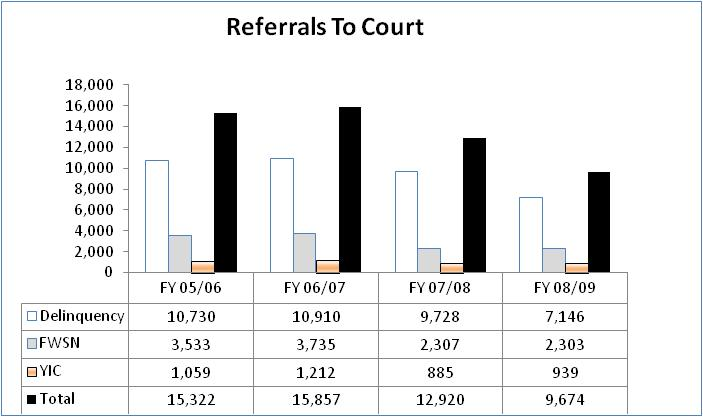 Referrals To Court
18,000
16,000
14,000
12,000
10,000
8,000
6,000
4,000
2,000
0
FY 05/06 FY 06/07 FY 07/08 FY 08/09
Delinquency 10,730 10,910 9,728 7,146
FWSN 3,533 3,735 2,307 2,303
YIC 1,059 1,212 885 939
Total 15,322 15,857 12,920 9,674